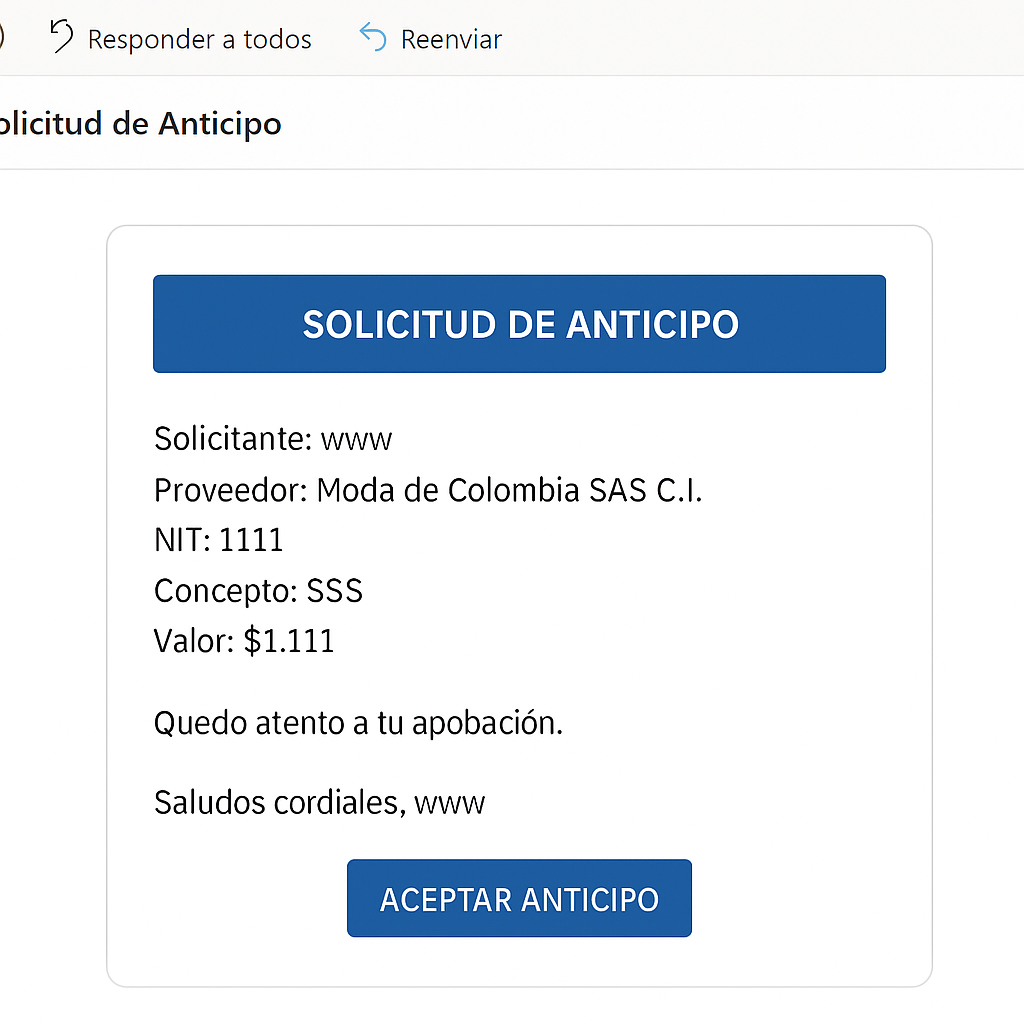 Responder a todos Reenviar
olicitud de Anticipo
SOLICITUD DE ANTICIPO
Solicitante: www
Proveedor: Moda de Colombia SAS C.I.
NIT: 1111
Concepto: SSS
Valor: $1.111
Quedo atento a tu apobación.
Saludos cordiales, www
ACEPTAR ANTICIPO